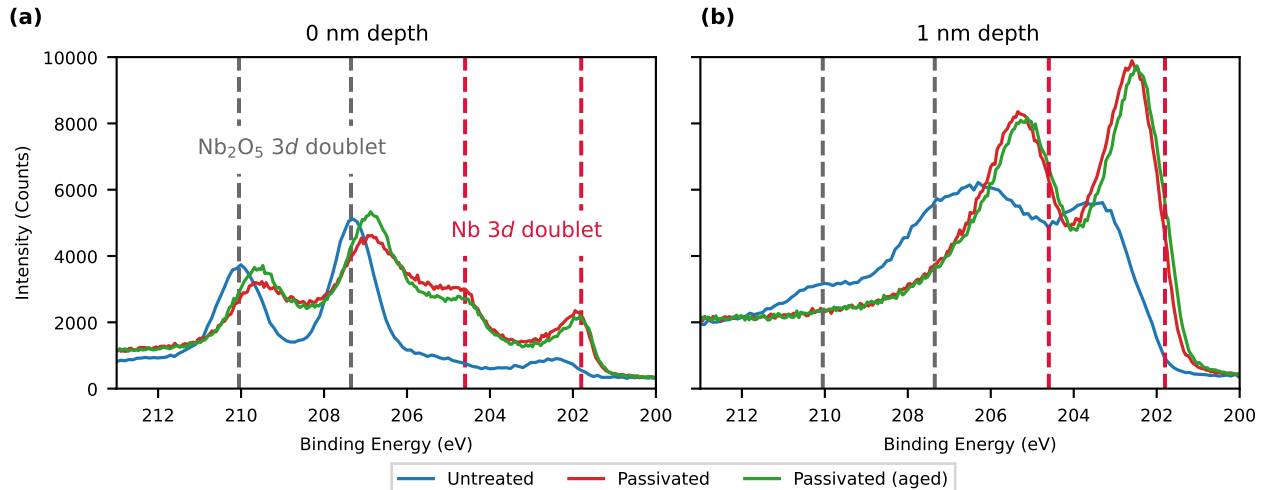 (a)
0 nm depth
Intensity (Counts)
10000
8000
6000
4000
2000
0
Nb₂O₅ 3d doublet
Nb 3d doublet
212 210 208 206 204 202 200
Binding Energy (eV)
(b)
1 nm depth
212 210 208 206 204 202 200
Binding Energy (eV)
Untreated Passivated Passivated (aged)